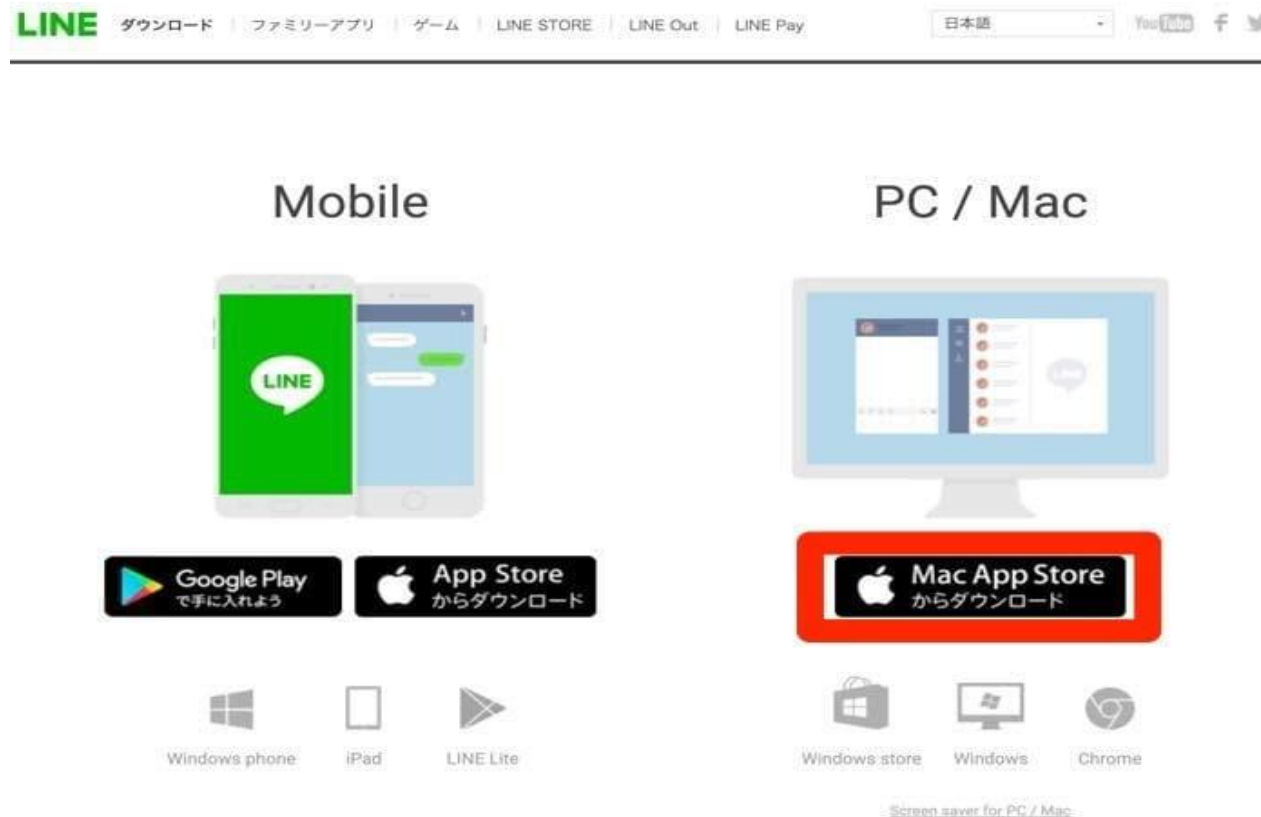 LINE ダウンロード ファミリーアプリ ゲーム LINE STORE LINE Out LINE Pay 日本語 You Tube
Mobile
PC / Mac
LINE
Google Play
で手に入れよう
App Store
からダウンロード
Mac App Store
からダウンロード
Windows phone iPad LINE Lite
Windows store Windows Chrome
Screen saver for PC / Mac